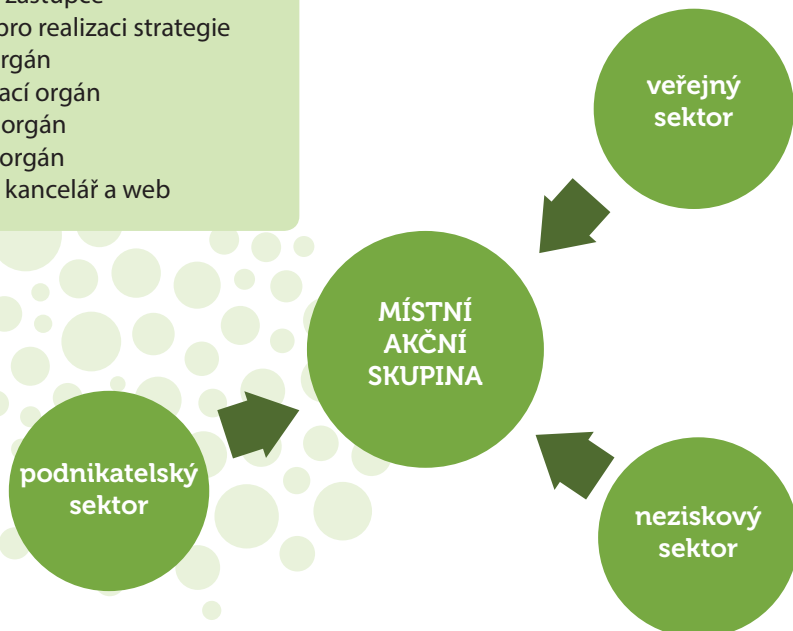 zástupce
pro realizaci strategie
orgán
ací orgán
orgán
orgán
kancelář a web
veřejný
sektor
MÍSTNÍ
AKČNÍ
SKUPINA
podnikatelský
sektor
neziskový
sektor